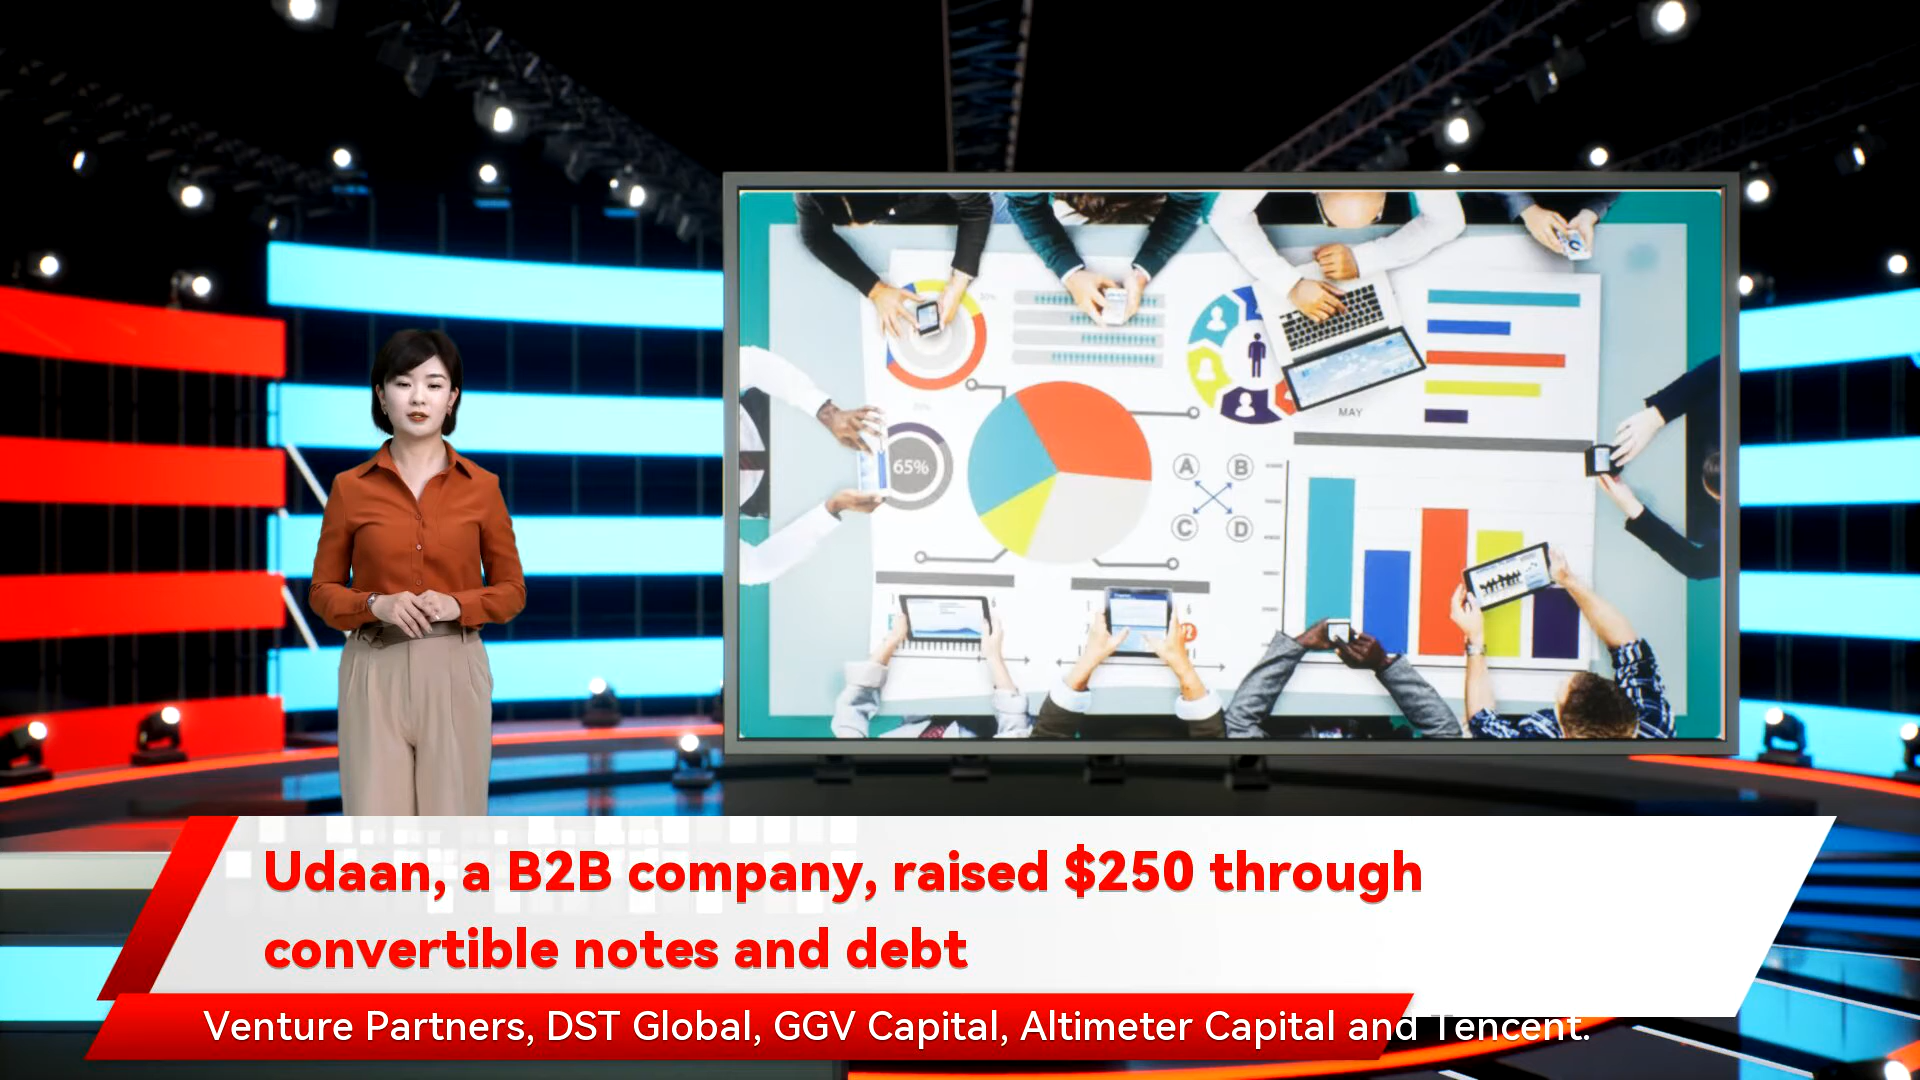 30%
MAY
65%
A B
C D
Udaan, a B2B company, raised $250 through
convertible notes and debt
Venture Partners, DST Global, GGV Capital, Altimeter Capital and Tencent.